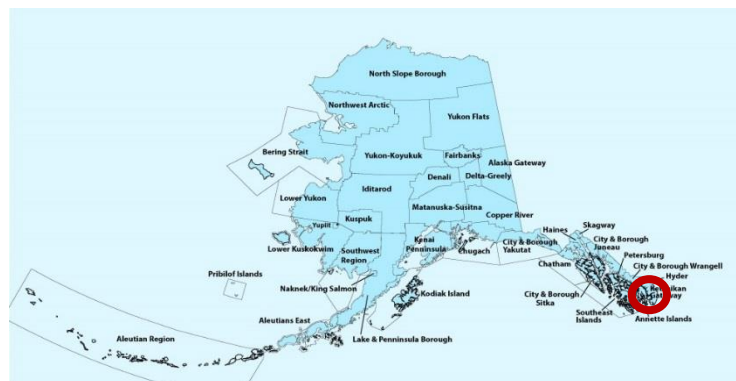 North Slope Borough
Northwest Arctic
Yukon Flats
Bering Strait
Yukon-Koyukuk
Fairbanks
Alaska Gateway
Denali
Delta-Greely
Iditarod
Lower Yukon
Matanuska-Susitna
Copper River
Kuspuk
Yupiit
Lower Kuskokwim
Southwest
Region
Kenai
Penninsula
Chugach
City & Borough
Yakutat
Haines
Skagway
City & Borough
Juneau
Petersburg
City & Borough Wrangell
Hyder
Chatham
Gateway
Pribilof Islands
Naknek/King Salmon
Kodiak Island
City & Borough
Sitka
Southeast
Islands
Annette Islands
Aleutians East
Lake & Penninsula Borough
Aleutian Region